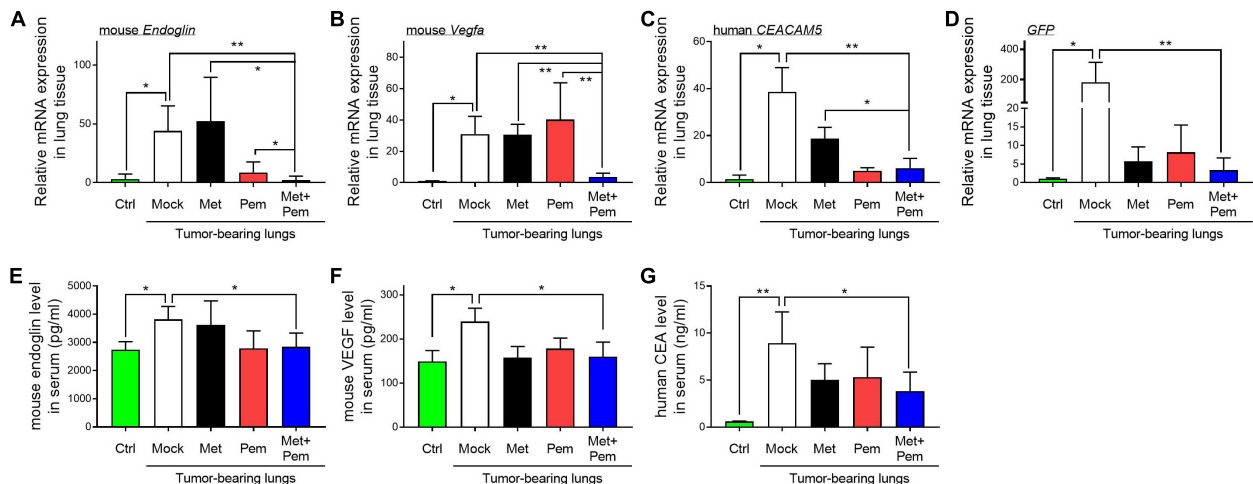 A
mouse Endoglin
Relative mRNA expression
in lung tissue
100
50
0
**
*
*
*
Ctrl
Mock
Met
Pem
Met+
Pem
Tumor-bearing lungs
B
mouse Vegfa
Relative mRNA expression
in lung tissue
80
60
40
20
0
**
**
**
*
Ctrl
Mock
Met
Pem
Met+
Pem
Tumor-bearing lungs
C
human CEACAM5
Relative mRNA expression
in lung tissue
60
40
20
0
*
**
*
Ctrl
Mock
Met
Pem
Met+
Pem
Tumor-bearing lungs
D
GFP
Relative mRNA expression
in lung tissue
400
200
20
15
10
5
0
*
**
Ctrl
Mock
Met
Pem
Met+
Pem
Tumor-bearing lungs
E
mouse endoglin level
in serum (pg/ml)
5000
4000
3000
2000
1000
0
*
*
Ctrl
Mock
Met
Pem
Met+
Pem
Tumor-bearing lungs
F
mouse VEGF level
in serum (pg/ml)
300
200
100
0
*
*
Ctrl
Mock
Met
Pem
Met+
Pem
Tumor-bearing lungs
G
human CEA level
in serum (ng/ml)
15
10
5
0
**
*
Ctrl
Mock
Met
Pem
Met+
Pem
Tumor-bearing lungs